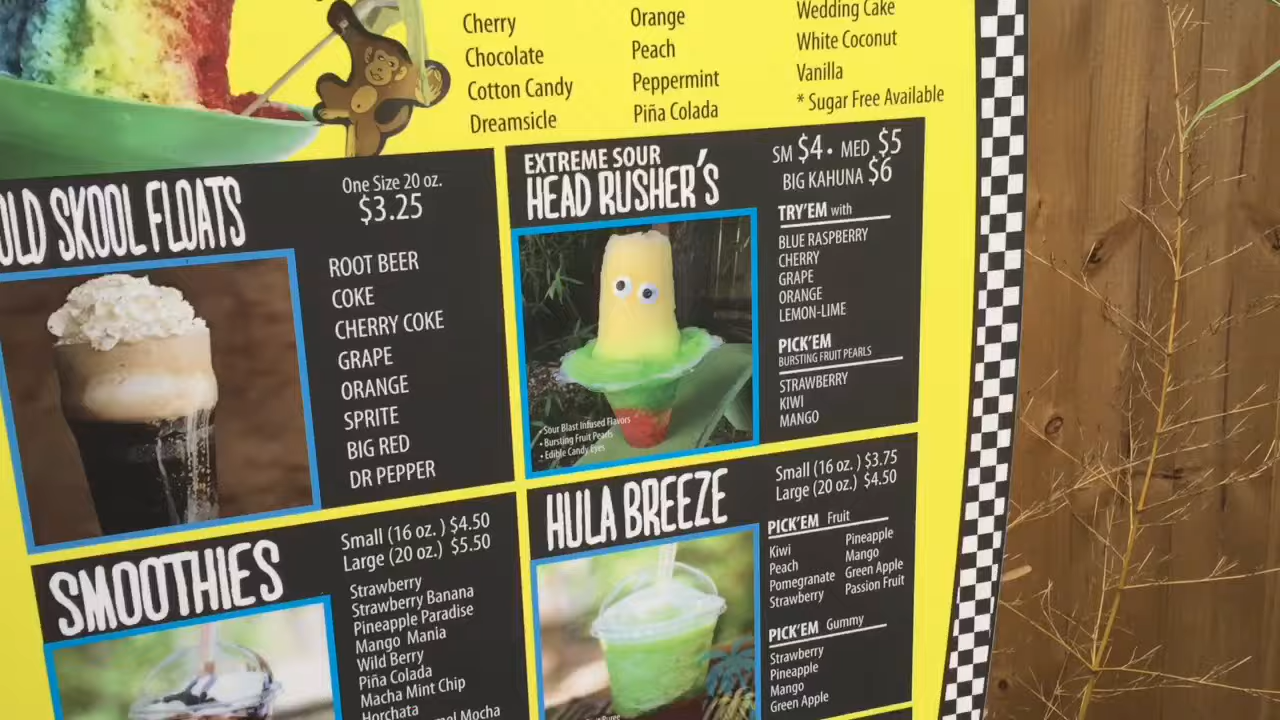 Cherry
Chocolate
Cotton Candy
Dreamsicle
Orange
Peach
Peppermint
Piña Colada
Wedding Cake
White Coconut
Vanilla
* Sugar Free Available
OLD SKOOL FLOATS
One Size 20 oz.
$3.25
ROOT BEER
COKE
CHERRY COKE
GRAPE
ORANGE
SPRITE
BIG RED
DR PEPPER
EXTREME SOUR
HEAD RUSHER'S
SM $4 • MED $5
BIG KAHUNA $6
TRY'EM with
BLUE RASPBERRY
CHERRY
GRAPE
ORANGE
LEMON-LIME
PICK'EM
BURSTING FRUIT PEARLS
STRAWBERRY
KIWI
MANGO
• Sour Blast Infused Flavors
• Bursting Fruit Pearls
• Edible Candy Eyes
SMOOTHIES
Small (16 oz. ) $4.50
Large (20 oz.) $5.50
Strawberry
Strawberry Banana
Pineapple Paradise
Mango Mania
Wild Berry
Piña Colada
Macha Mint Chip
Horchata
Mocha
HULA BREEZE
Small (16 oz. ) $3.75
Large (20 oz.) $4.50
PICK'EM Fruit
Kiwi
Peach
Pomegranate
Strawberry
Pineapple
Mango
Green Apple
Passion Fruit
PICK'EM Gummy
Strawberry
Pineapple
Mango
Green Apple